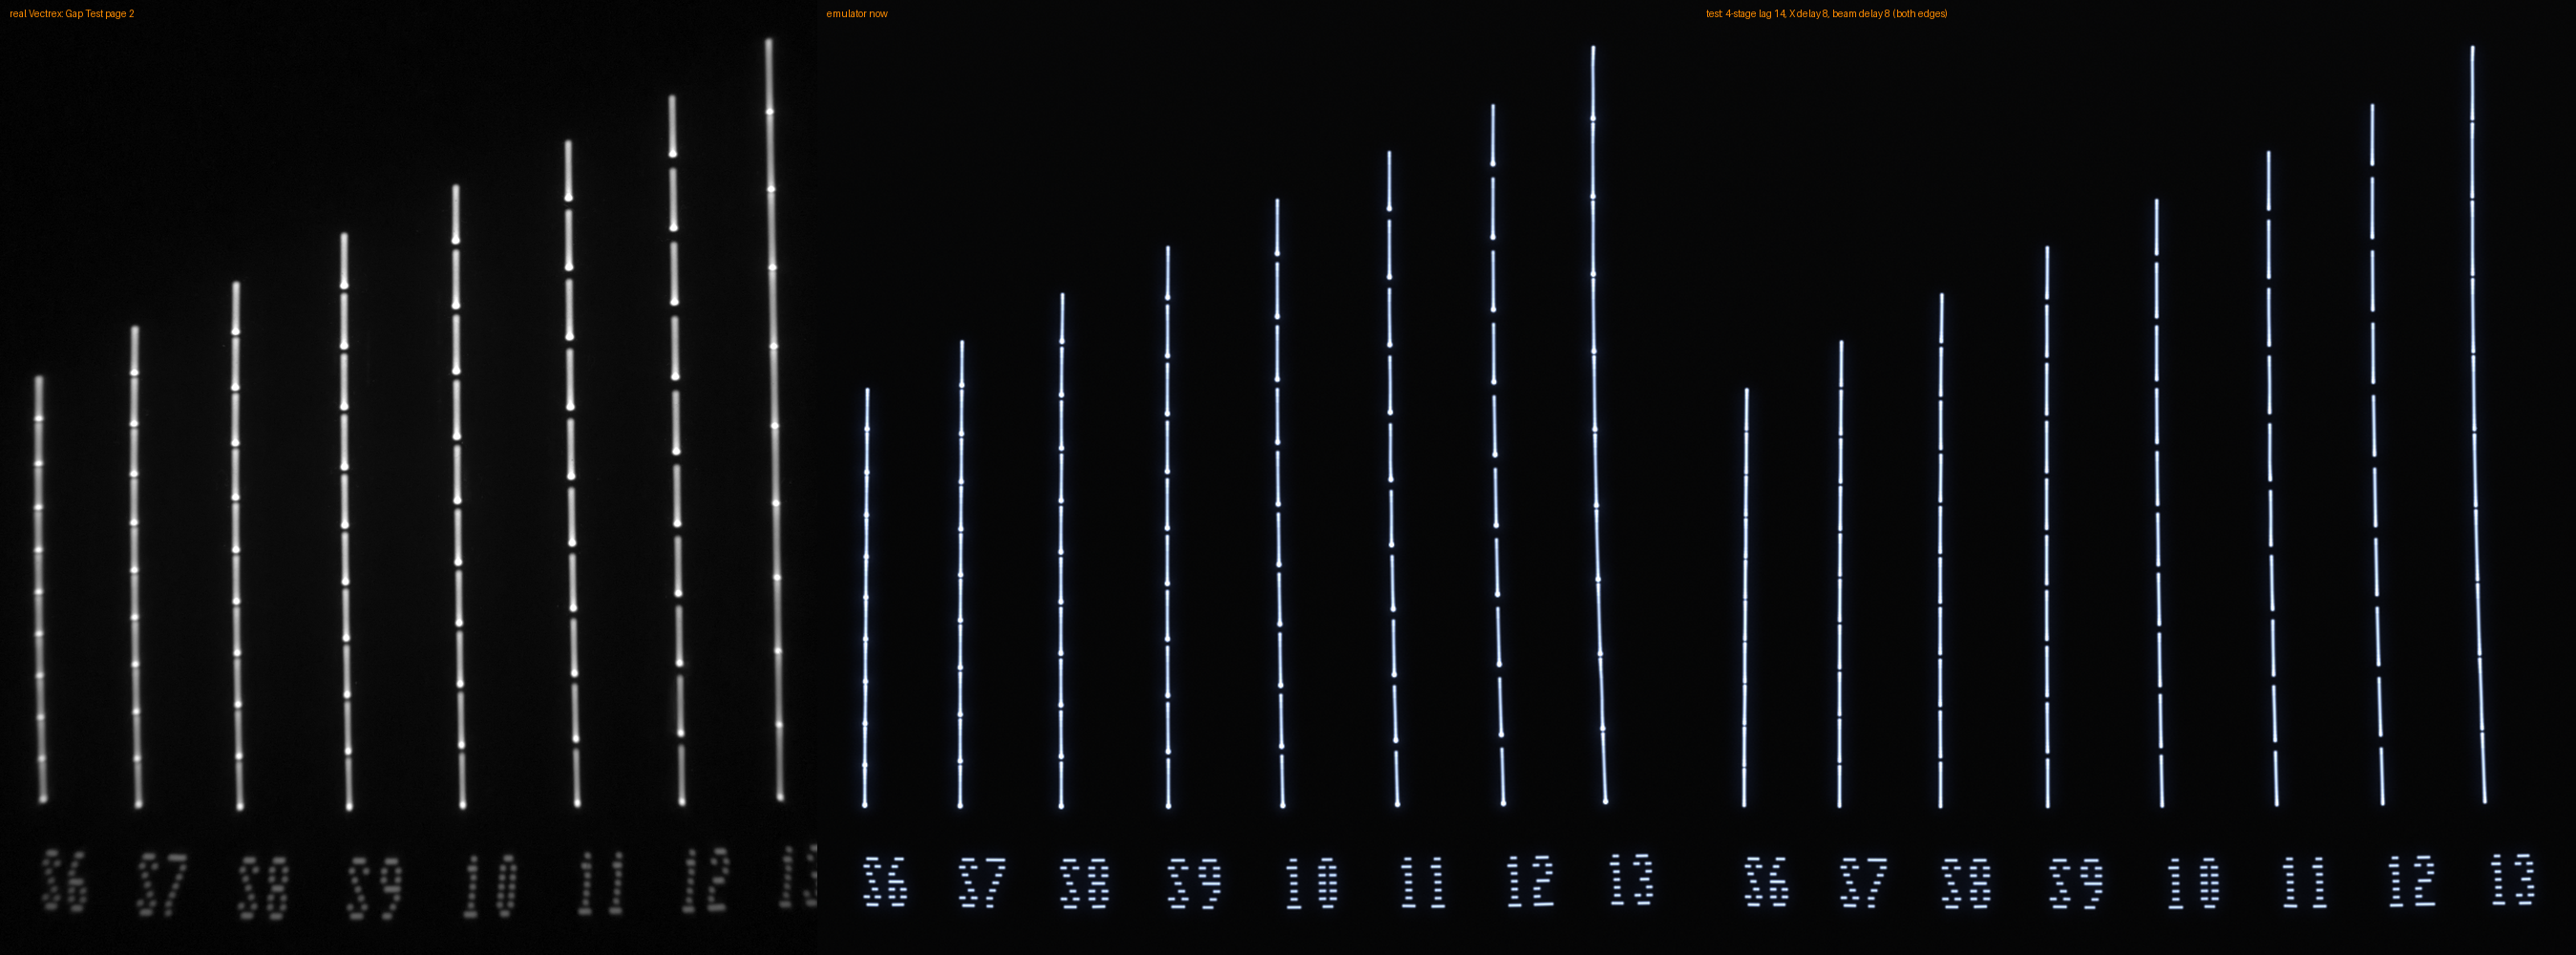 real Vectrex: Gap Test page 2
emulator now
test: 4-stage lag 14, X delay 8, beam delay 8 (both edges)
S6 S7 S8 S9 10 11 12 13
S6 S7 S8 S9 10 11 12 13
S6 S7 S8 S9 10 11 12 13